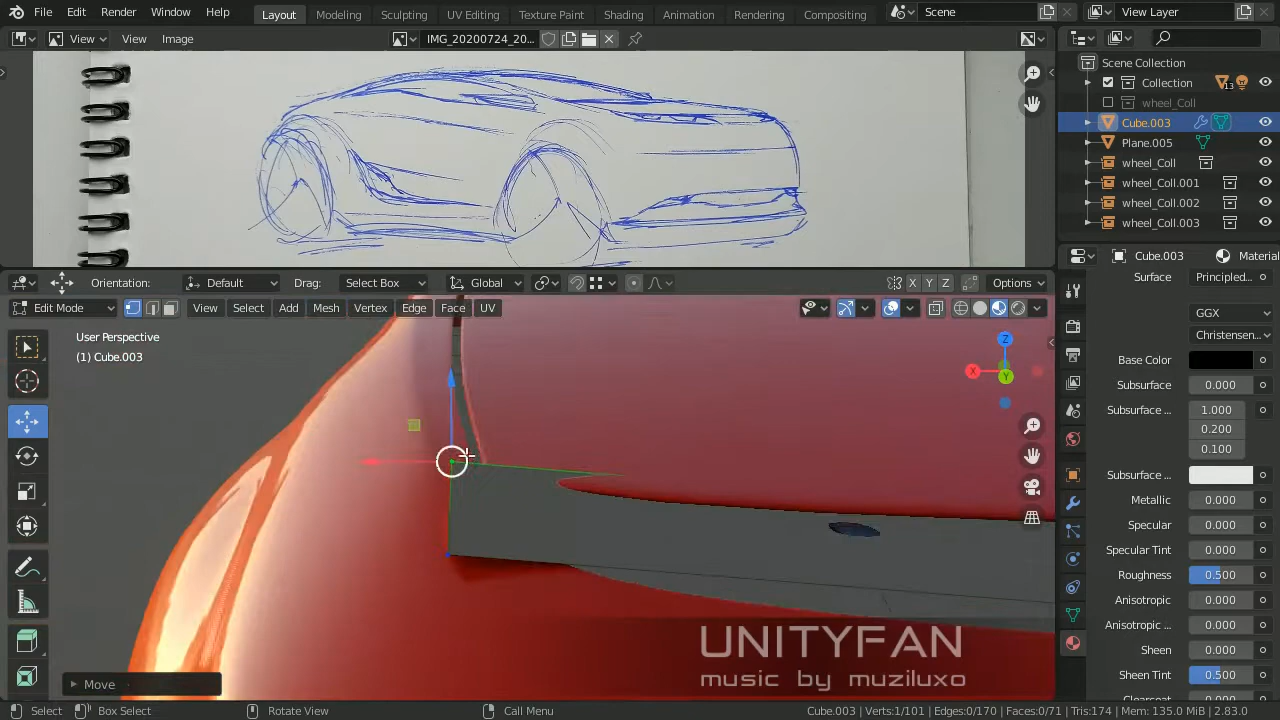 File Edit Render Window Help Layout Modeling Sculpting UV Editing Texture Paint Shading Animation Rendering Compositing Scene View Layer
View View Image IMG_20200724_20...
Scene Collection
Collection 13
wheel_Coll
Cube.003
Plane.005
wheel_Coll
wheel_Coll.001
wheel_Coll.002
wheel_Coll.003
Cube.003 Material
Orientation: Default Drag: Select Box Global X Y Z Options
Edit Mode View Select Add Mesh Vertex Edge Face UV
User Perspective
(1) Cube.003
Z
X
Y
Surface Principled...
GGX
Christensen...
Base Color
Subsurface 0.000
Subsurface ... 1.000
0.200
0.100
Subsurface ...
Metallic 0.000
Specular 0.000
Specular Tint 0.000
Roughness 0.500
Anisotropic 0.000
Anisotropic ... 0.000
Sheen 0.000
Sheen Tint 0.500
Clearcoat
UNITYFAN
music by muziluxo
Move
Select Box Select Rotate View Call Menu Cube.003 | Verts:1/101 | Edges:0/170 | Faces:0/71 | Tris:174 | Mem: 135.0 MiB | 2.83.0